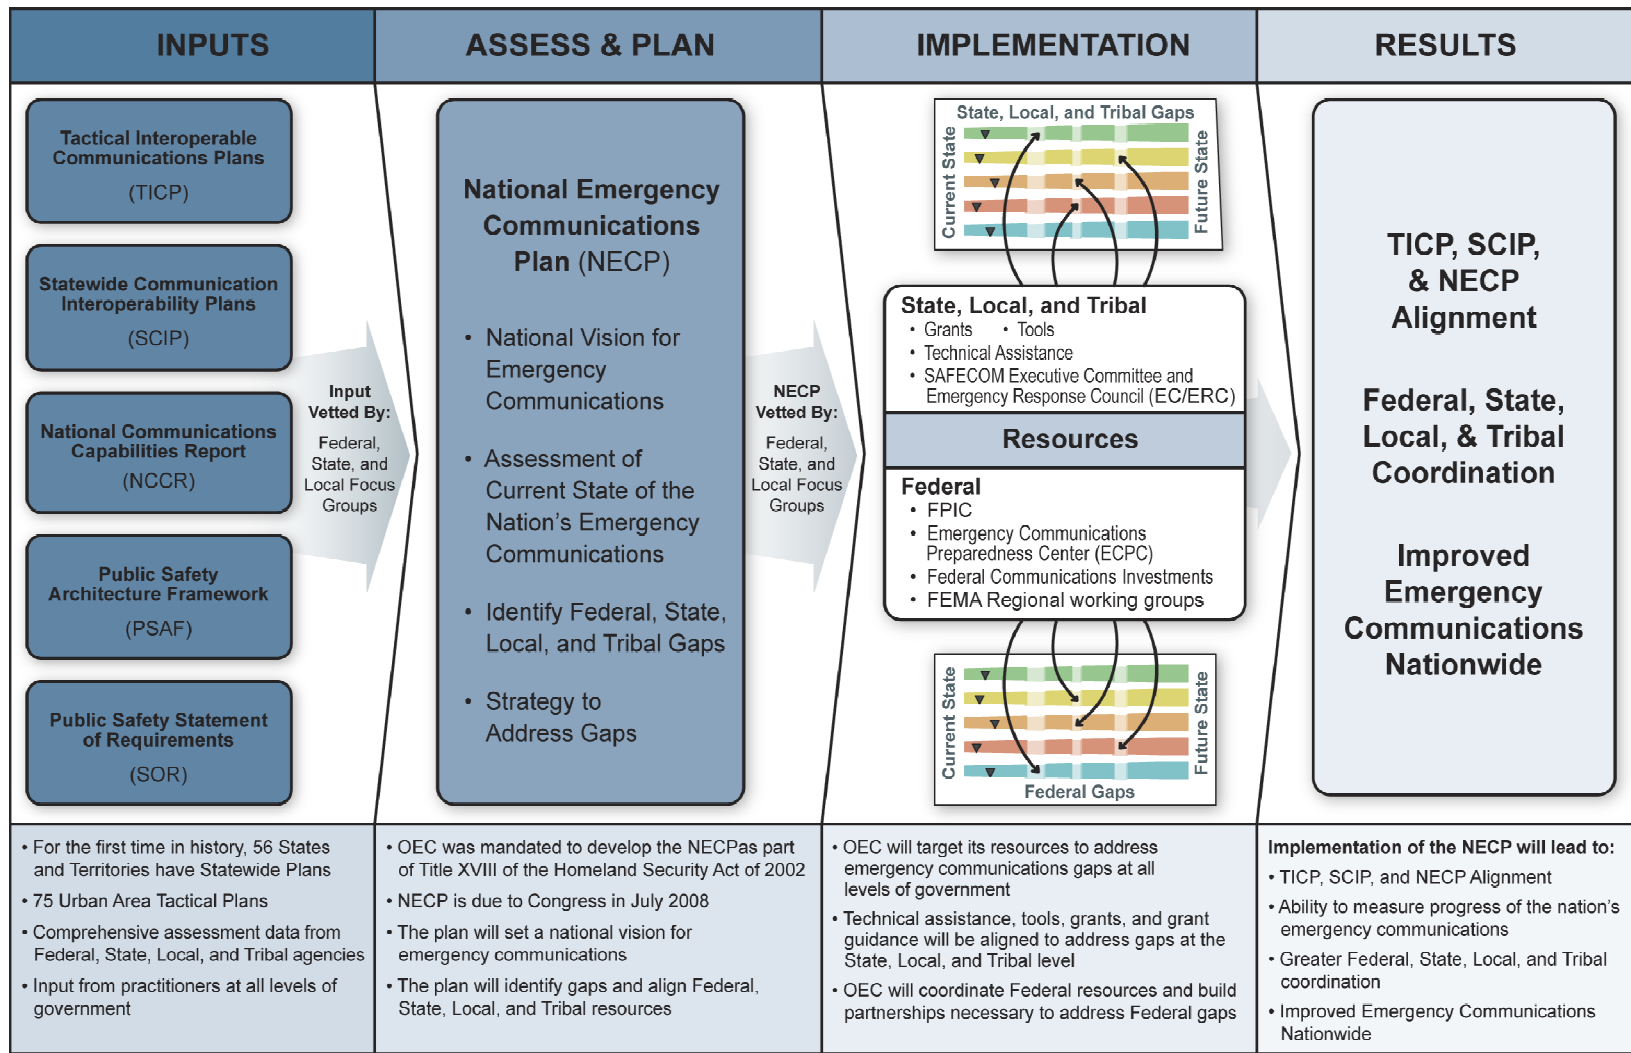 INPUTS
ASSESS & PLAN
IMPLEMENTATION
RESULTS
Tactical Interoperable
Communications Plans
(TICP)
Statewide Communication
Interoperability Plans
(SCIP)
National Communications
Capabilities Report
(NCCR)
Public Safety
Architecture Framework
(PSAF)
Public Safety Statement
of Requirements
(SOR)
Input
Vetted By:
Federal,
State, and
Local Focus
Groups
National Emergency
Communications
Plan (NECP)
• National Vision for
Emergency
Communications
• Assessment of
Current State of the
Nation’s Emergency
Communications
• Identify Federal, State,
Local, and Tribal Gaps
• Strategy to
Address Gaps
NECP
Vetted By:
Federal,
State, and
Local Focus
Groups
State, Local, and Tribal Gaps
Current State
Future State
State, Local, and Tribal
• Grants • Tools
• Technical Assistance
• SAFECOM Executive Committee and
Emergency Response Council (EC/ERC)
Resources
Federal
• FPIC
• Emergency Communications
Preparedness Center (ECPC)
• Federal Communications Investments
• FEMA Regional working groups
Current State
Future State
Federal Gaps
TICP, SCIP,
& NECP
Alignment
Federal, State,
Local, & Tribal
Coordination
Improved
Emergency
Communications
Nationwide
• For the first time in history, 56 States
and Territories have Statewide Plans
• 75 Urban Area Tactical Plans
• Comprehensive assessment data from
Federal, State, Local, and Tribal agencies
• Input from practitioners at all levels of
government
• OEC was mandated to develop the NECPas part
of Title XVIII of the Homeland Security Act of 2002
• NECP is due to Congress in July 2008
• The plan will set a national vision for
emergency communications
• The plan will identify gaps and align Federal,
State, Local, and Tribal resources
• OEC will target its resources to address
emergency communications gaps at all
levels of government
• Technical assistance, tools, grants, and grant
guidance will be aligned to address gaps at the
State, Local, and Tribal level
• OEC will coordinate Federal resources and build
partnerships necessary to address Federal gaps
Implementation of the NECP will lead to:
• TICP, SCIP, and NECP Alignment
• Ability to measure progress of the nation’s
emergency communications
• Greater Federal, State, Local, and Tribal
coordination
• Improved Emergency Communications
Nationwide